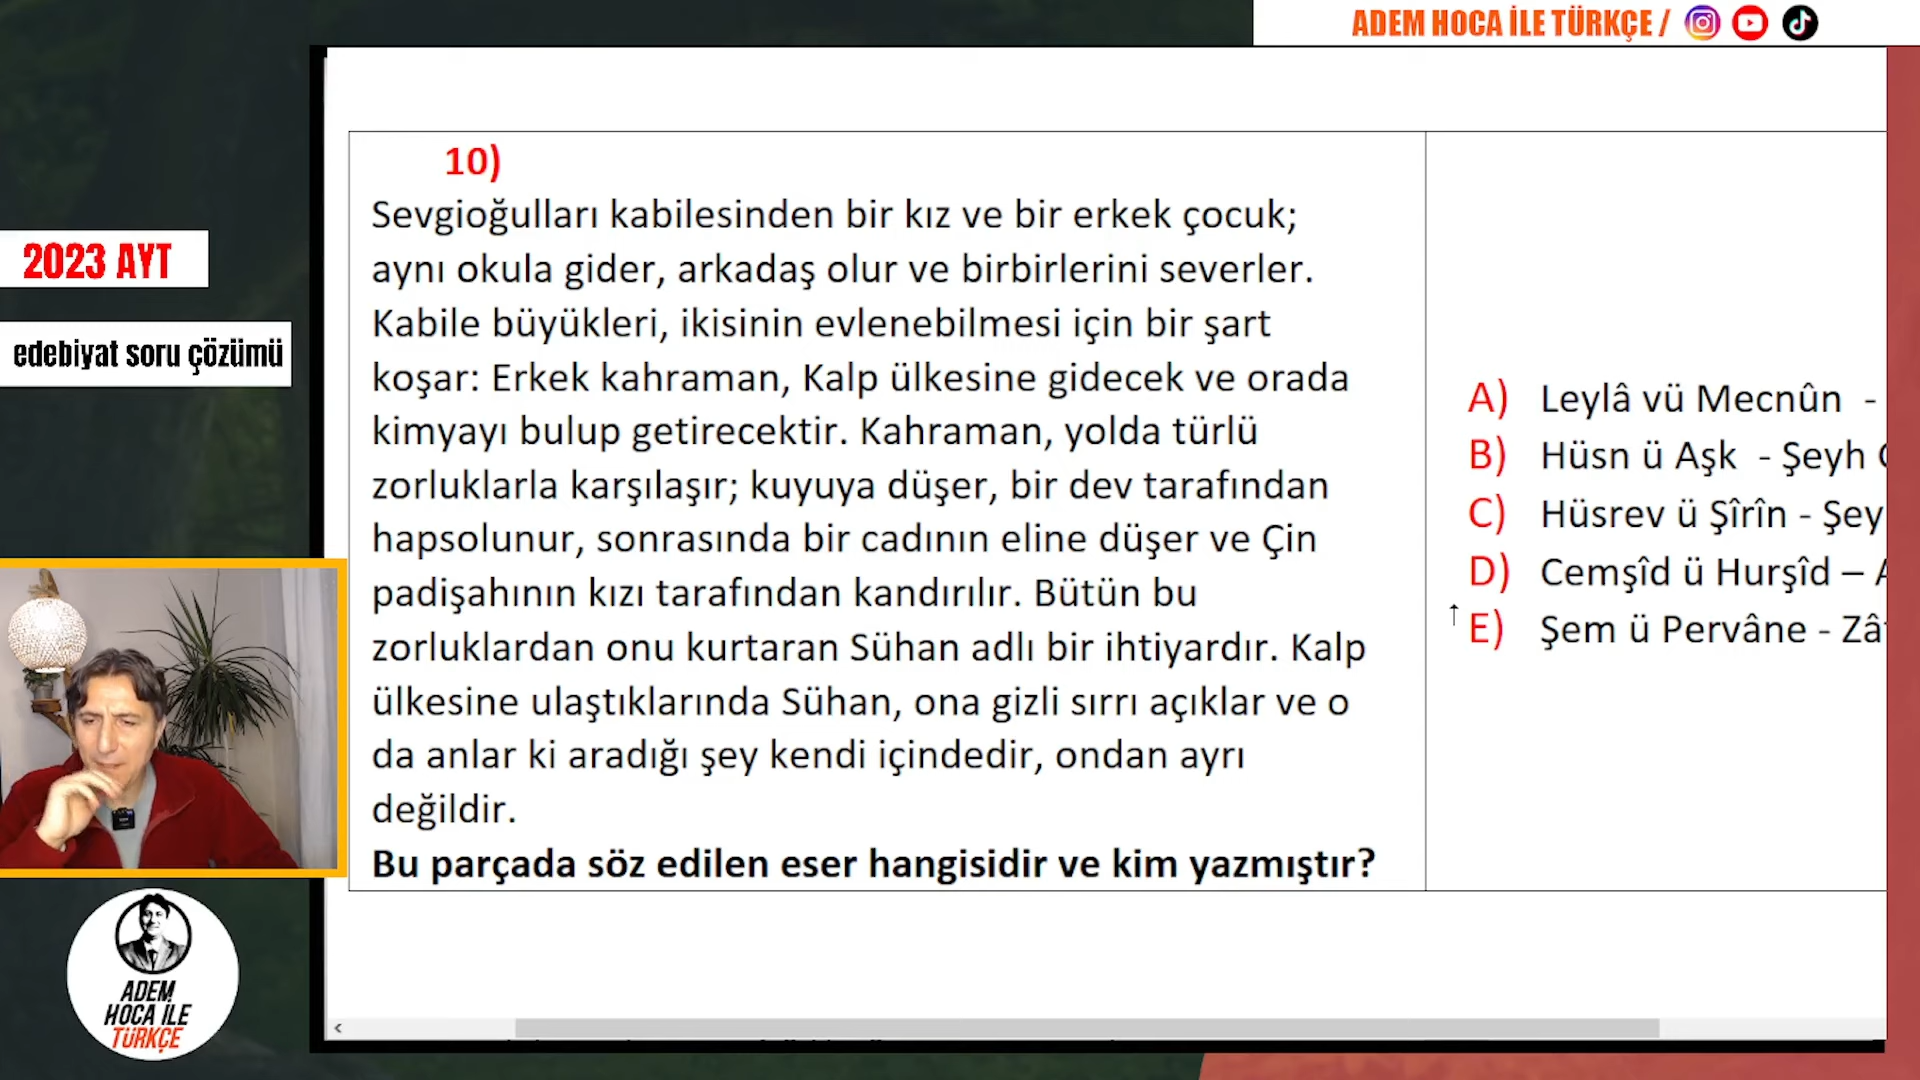 ADEM HOCA İLE TÜRKÇE /
2023 AYT
edebiyat soru çözümü
10)
Sevgioğulları kabilesinden bir kız ve bir erkek çocuk;
aynı okula gider, arkadaş olur ve birbirlerini severler.
Kabile büyükleri, ikisinin evlenebilmesi için bir şart
koşar: Erkek kahraman, Kalp ülkesine gidecek ve orada
kimyayı bulup getirecektir. Kahraman, yolda türlü
zorluklarla karşılaşır; kuyuya düşer, bir dev tarafından
hapsolunur, sonrasında bir cadının eline düşer ve Çin
padişahının kızı tarafından kandırılır. Bütün bu
zorluklardan onu kurtaran Sühan adlı bir ihtiyardır. Kalp
ülkesine ulaştıklarında Sühan, ona gizli sırrı açıklar ve o
da anlar ki aradığı şey kendi içindedir, ondan ayrı
değildir.
Bu parçada söz edilen eser hangisidir ve kim yazmıştır?
A) Leylâ vü Mecnûn -
B) Hüsn ü Aşk - Şeyh
C) Hüsrev ü Şîrîn - Şey
D) Cemşîd ü Hurşîd –
E) Şem ü Pervâne - Zâ
ADEM
HOCA İLE
TÜRKÇE